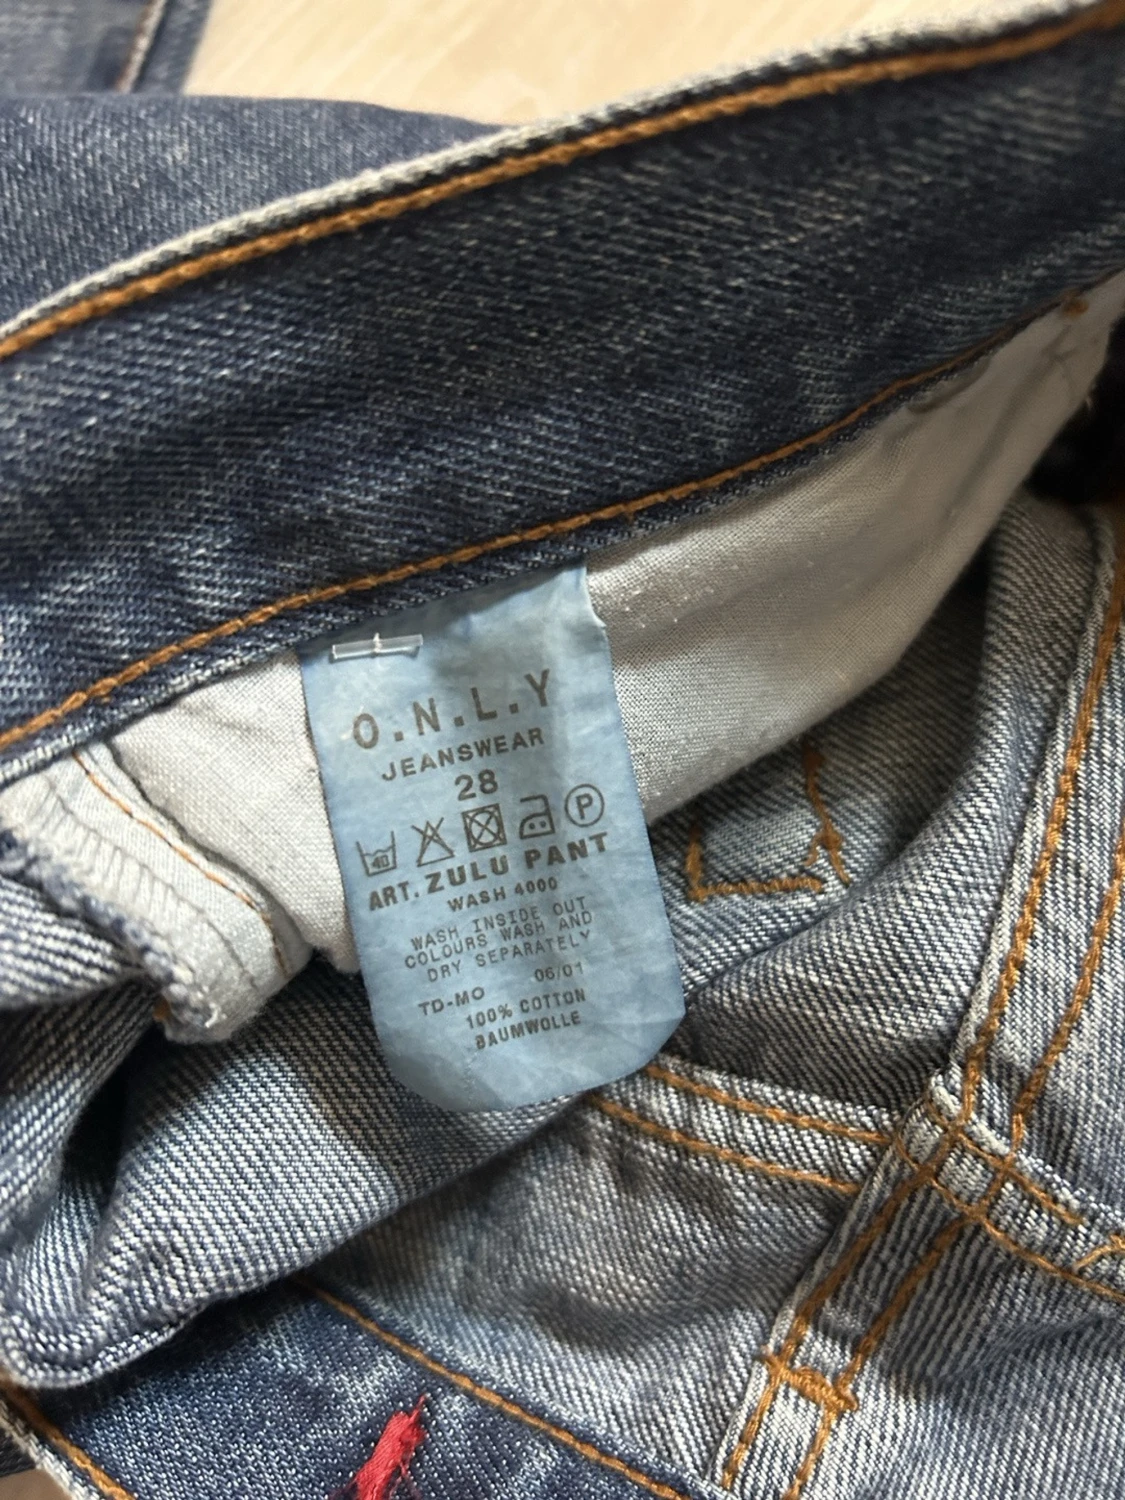 O.N.L.Y
JEANSWEAR
28
40 P
ART. ZULU PANT
WASH 4000
WASH INSIDE OUT
COLOURS WASH AND
DRY SEPARATELY
TD-MO 06/01
100% COTTON
BAUMWOLLE